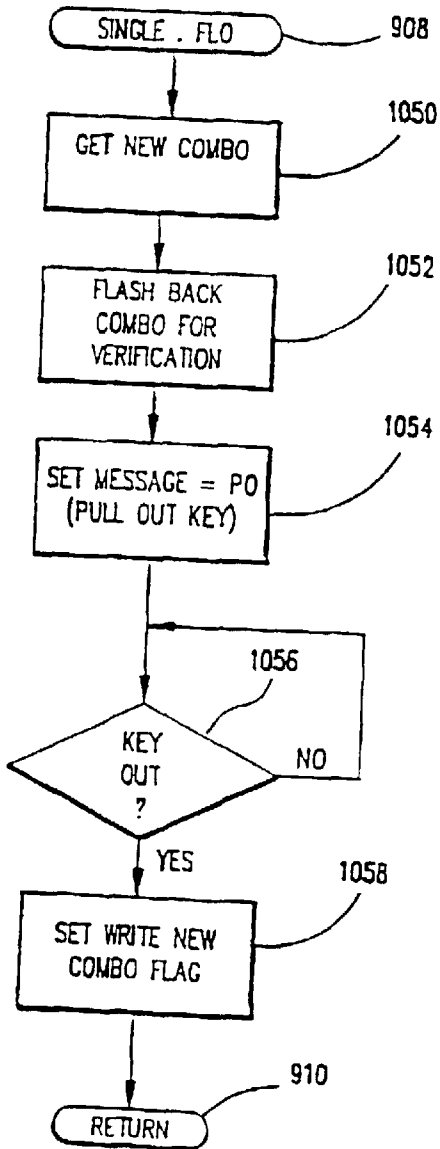 SINGLE . FLO
908
1050
GET NEW COMBO
1052
FLASH BACK
COMBO FOR
VERIFICATION
1054
SET MESSAGE = PO
(PULL OUT KEY)
1056
KEY
OUT
?
NO
YES
1058
SET WRITE NEW
COMBO FLAG
910
RETURN